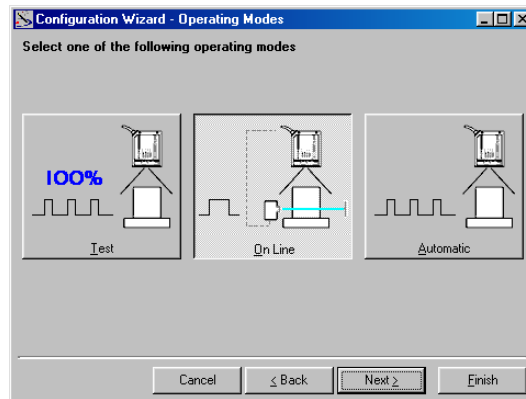 Configuration Wizard - Operating Modes
Select one of the following operating modes
100%
Test
On Line
Automatic
Cancel
< Back
Next >
Finish